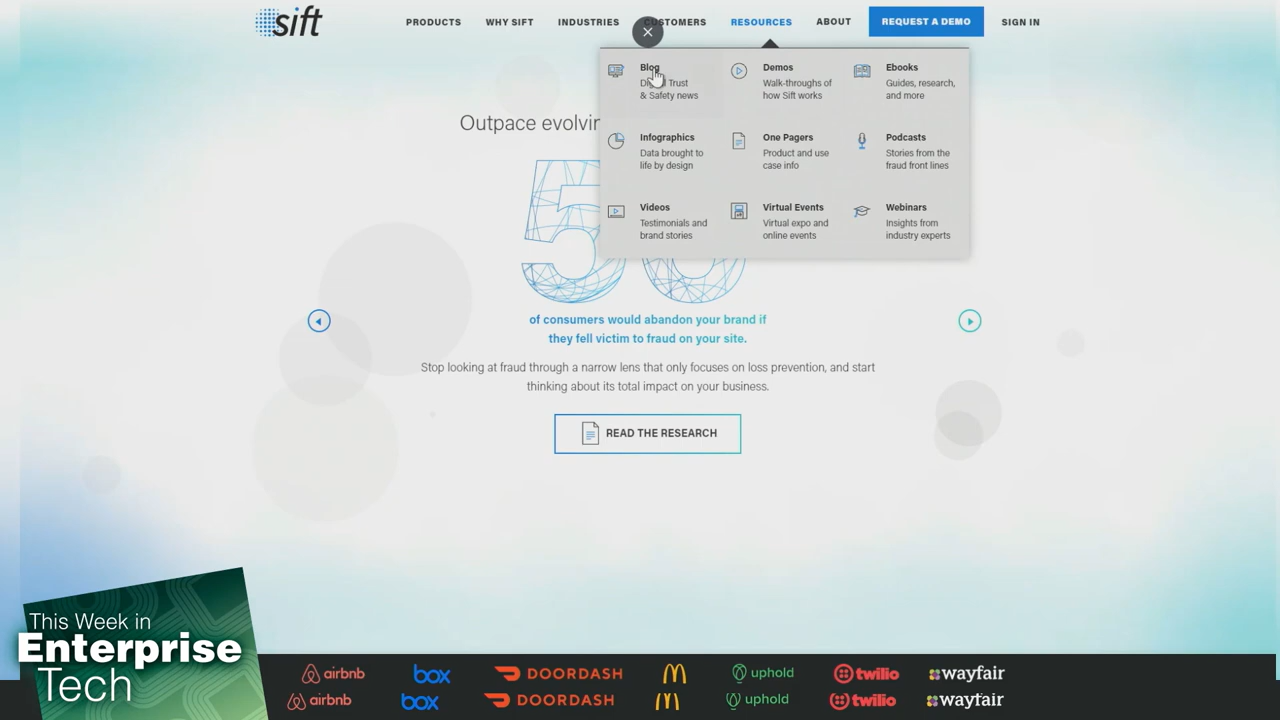 sift
PRODUCTS WHY SIFT INDUSTRIES CUSTOMERS RESOURCES ABOUT REQUEST A DEMO SIGN IN
Blog Demos Ebooks
Trust Walk-throughs of Guides, research,
& Safety news how Sift works and more
Outpace
Infographics One Pagers Podcasts
Data brought to Product and use Stories from the
life by design case info fraud front lines
Videos Virtual Events Webinars
Testimonials and Virtual expo and Insights from
brand stories online events industry experts
of consumers would abandon your brand if
they fell victim to fraud on your site.
Stop looking at fraud through a narrow lens that only focuses on loss prevention, and start
thinking about its total impact on your business.
READ THE RESEARCH
This Week in
Enterprise
Tech
airbnb box DOORDASH uphold twilio wayfair
airbnb box DOORDASH uphold twilio wayfair